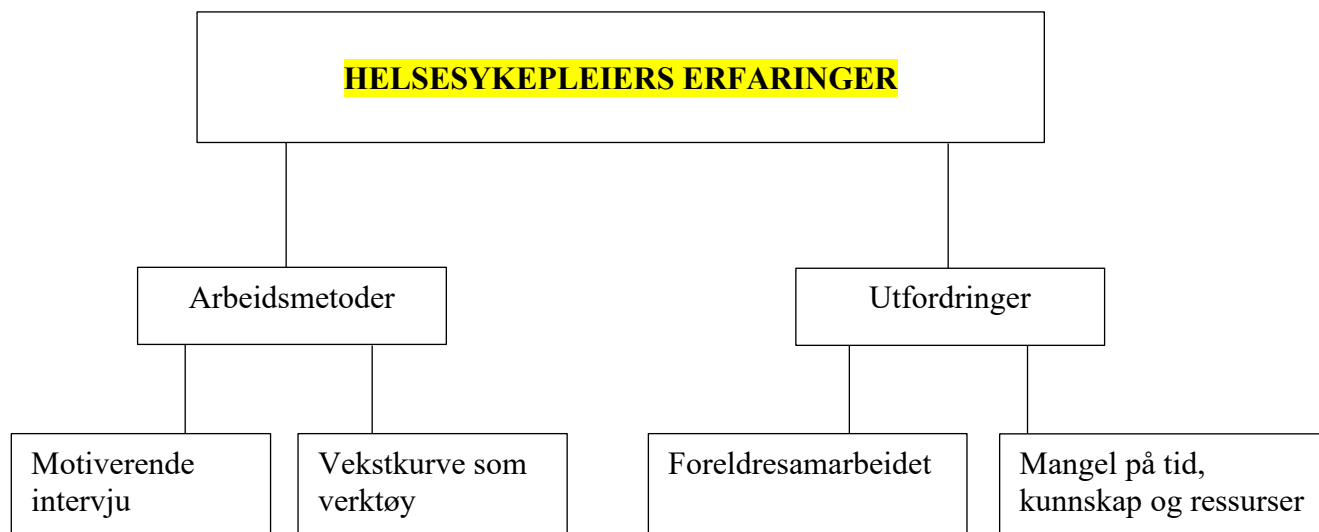 HELSESYKEPLEIERS ERFARINGER
Arbeidsmetoder
Utfordringer
Motiverende
intervju
Vekstkurve som
verktøy
Foreldresamarbeidet
Mangel på tid,
kunnskap og ressurser